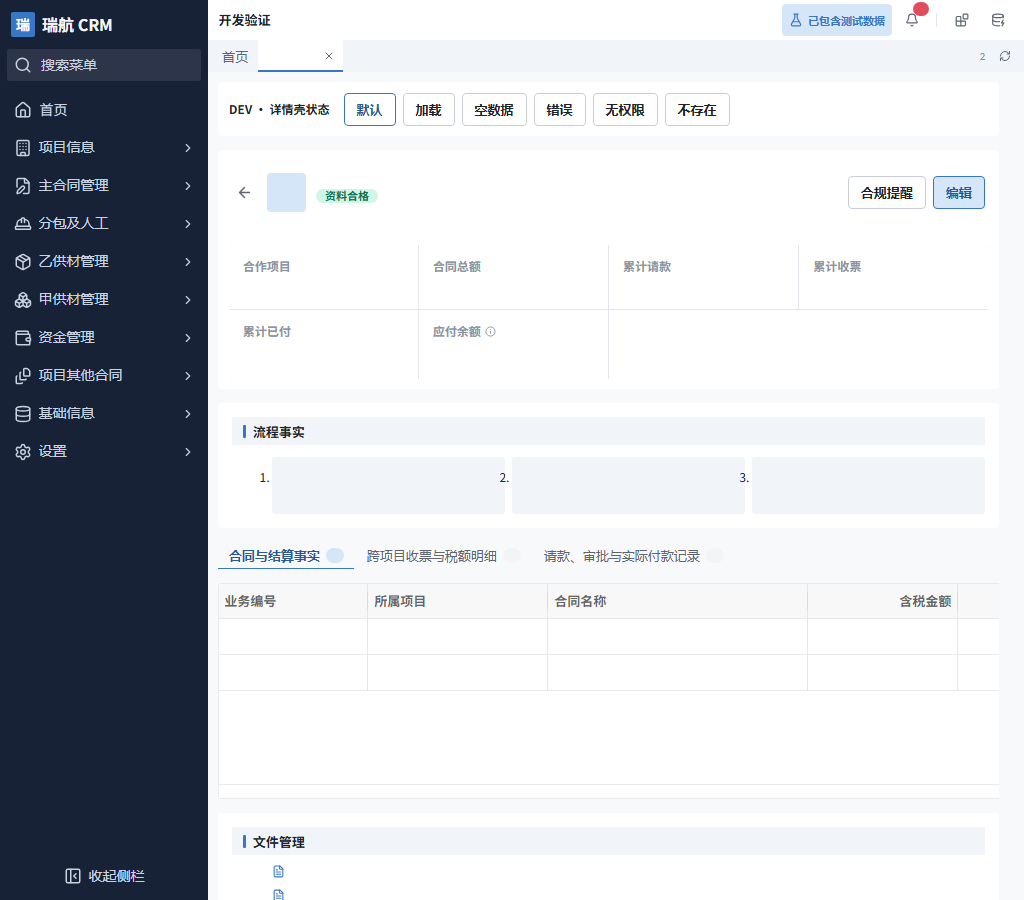 瑞 瑞航 CRM
搜索菜单
首页
项目信息
主合同管理
分包及人工
乙供材管理
甲供材管理
资金管理
项目其他合同
基础信息
设置
收起侧栏
开发验证
已包含测试数据
首页
2
DEV · 详情壳状态 默认 加载 空数据 错误 无权限 不存在
资料合格
合规提醒 编辑
合作项目 合同总额 累计请款 累计收票
累计已付 应付余额
流程事实
1. 2. 3.
合同与结算事实 跨项目收票与税额明细 请款、审批与实际付款记录
业务编号 所属项目 合同名称 含税金额
文件管理